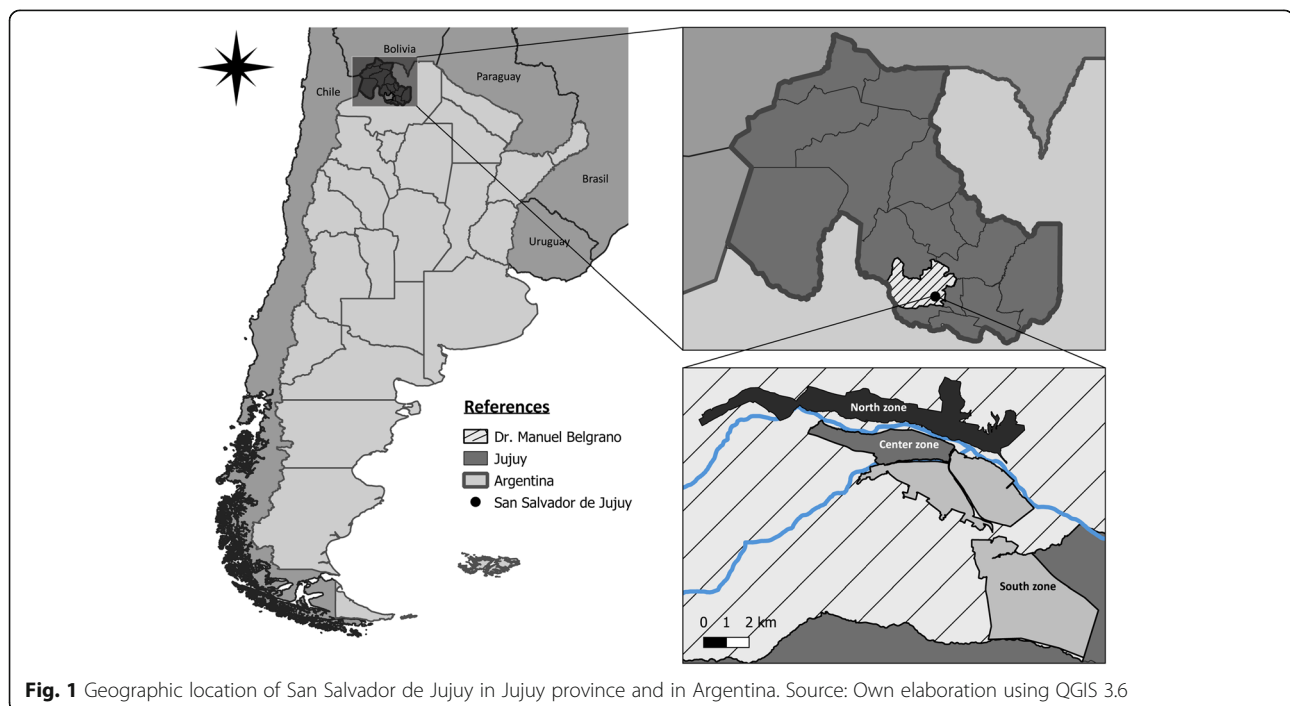 Bolivia
Paraguay
Chile
Brasil
Uruguay
References
Dr. Manuel Belgrano
Jujuy
Argentina
San Salvador de Jujuy
North zone
Center zone
South zone
0 1 2 km
Fig. 1 Geographic location of San Salvador de Jujuy in Jujuy province and in Argentina. Source: Own elaboration using QGIS 3.6